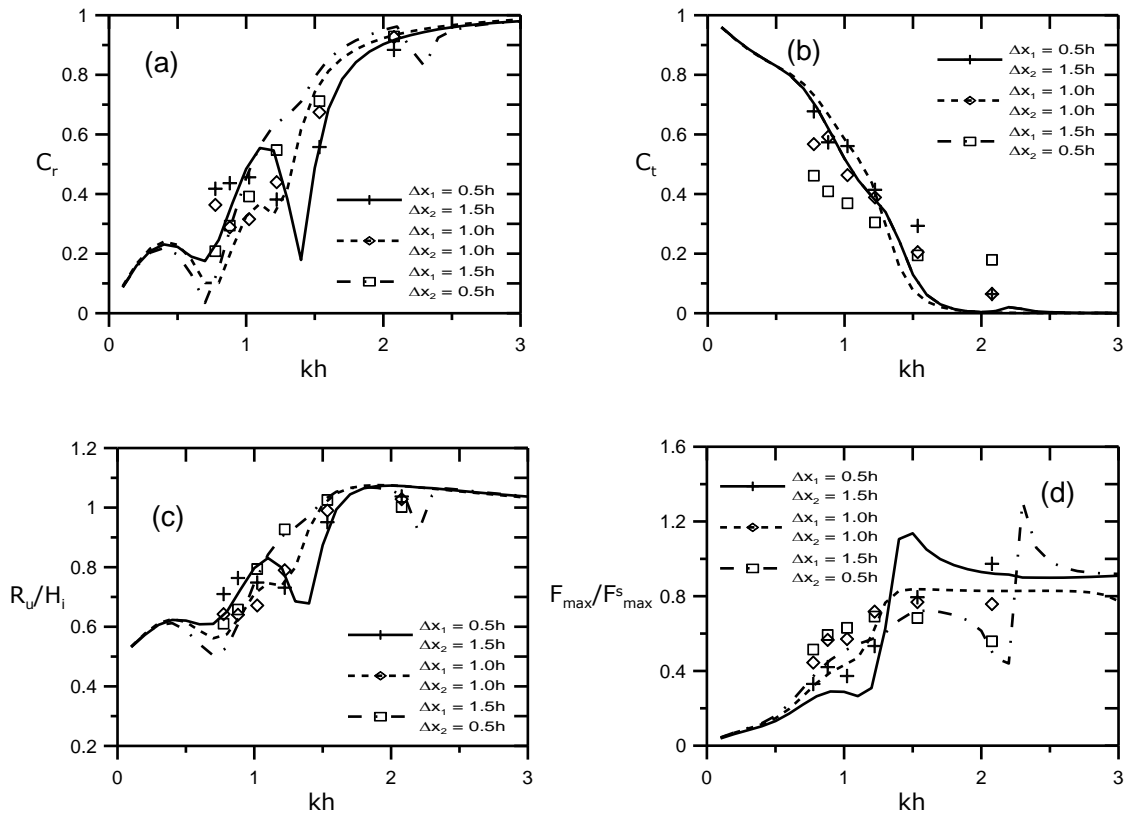 (a)
C_r
1
0.8
0.6
0.4
0.2
0
0 1 2 3
kh
Δx₁ = 0.5h
Δx₂ = 1.5h
Δx₁ = 1.0h
Δx₂ = 1.0h
Δx₁ = 1.5h
Δx₂ = 0.5h
(b)
C_t
1
0.8
0.6
0.4
0.2
0
0 1 2 3
kh
Δx₁ = 0.5h
Δx₂ = 1.5h
Δx₁ = 1.0h
Δx₂ = 1.0h
Δx₁ = 1.5h
Δx₂ = 0.5h
(c)
R_u/H_i
1.2
1
0.8
0.6
0.4
0.2
0 1 2 3
kh
Δx₁ = 0.5h
Δx₂ = 1.5h
Δx₁ = 1.0h
Δx₂ = 1.0h
Δx₁ = 1.5h
Δx₂ = 0.5h
(d)
F_max/F^s_max
1.6
1.2
0.8
0.4
0
0 1 2 3
kh
Δx₁ = 0.5h
Δx₂ = 1.5h
Δx₁ = 1.0h
Δx₂ = 1.0h
Δx₁ = 1.5h
Δx₂ = 0.5h